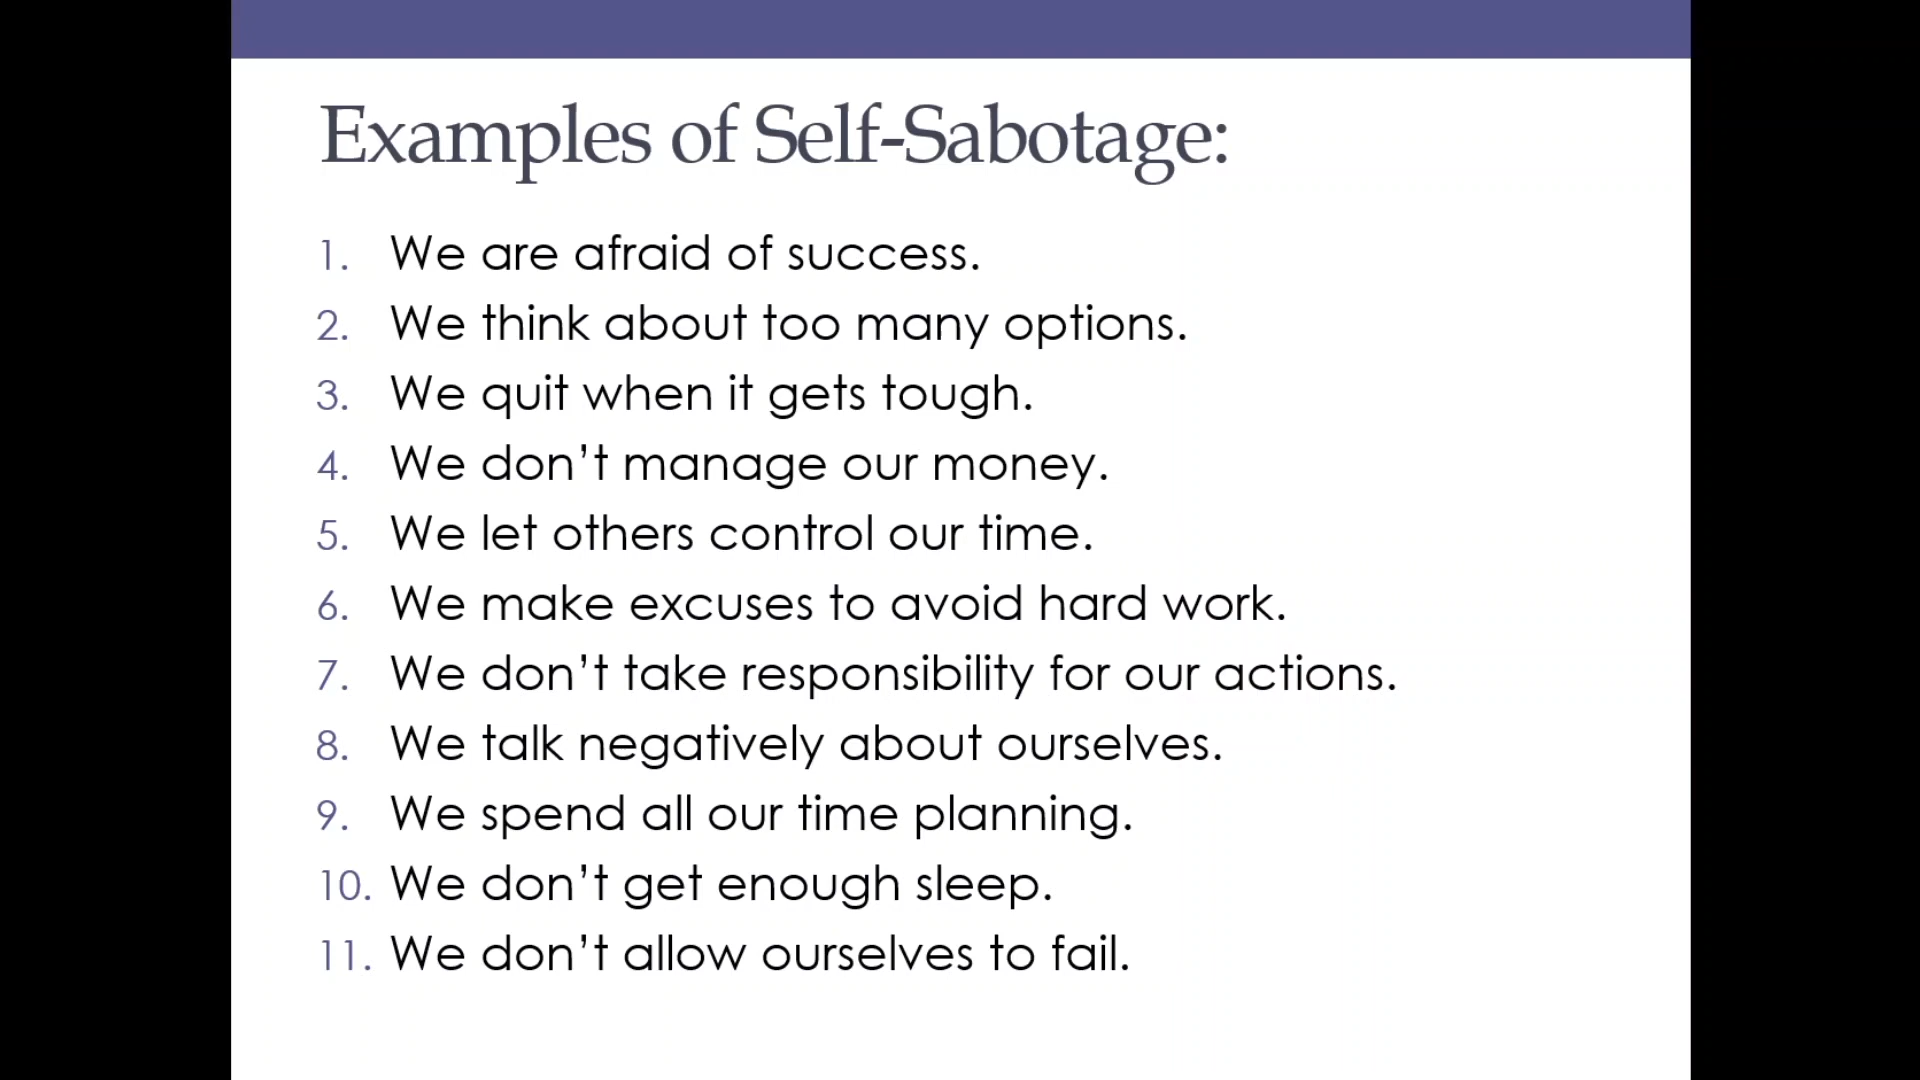 Examples of Self-Sabotage:
1. We are afraid of success.
2. We think about too many options.
3. We quit when it gets tough.
4. We don’t manage our money.
5. We let others control our time.
6. We make excuses to avoid hard work.
7. We don’t take responsibility for our actions.
8. We talk negatively about ourselves.
9. We spend all our time planning.
10. We don’t get enough sleep.
11. We don’t allow ourselves to fail.